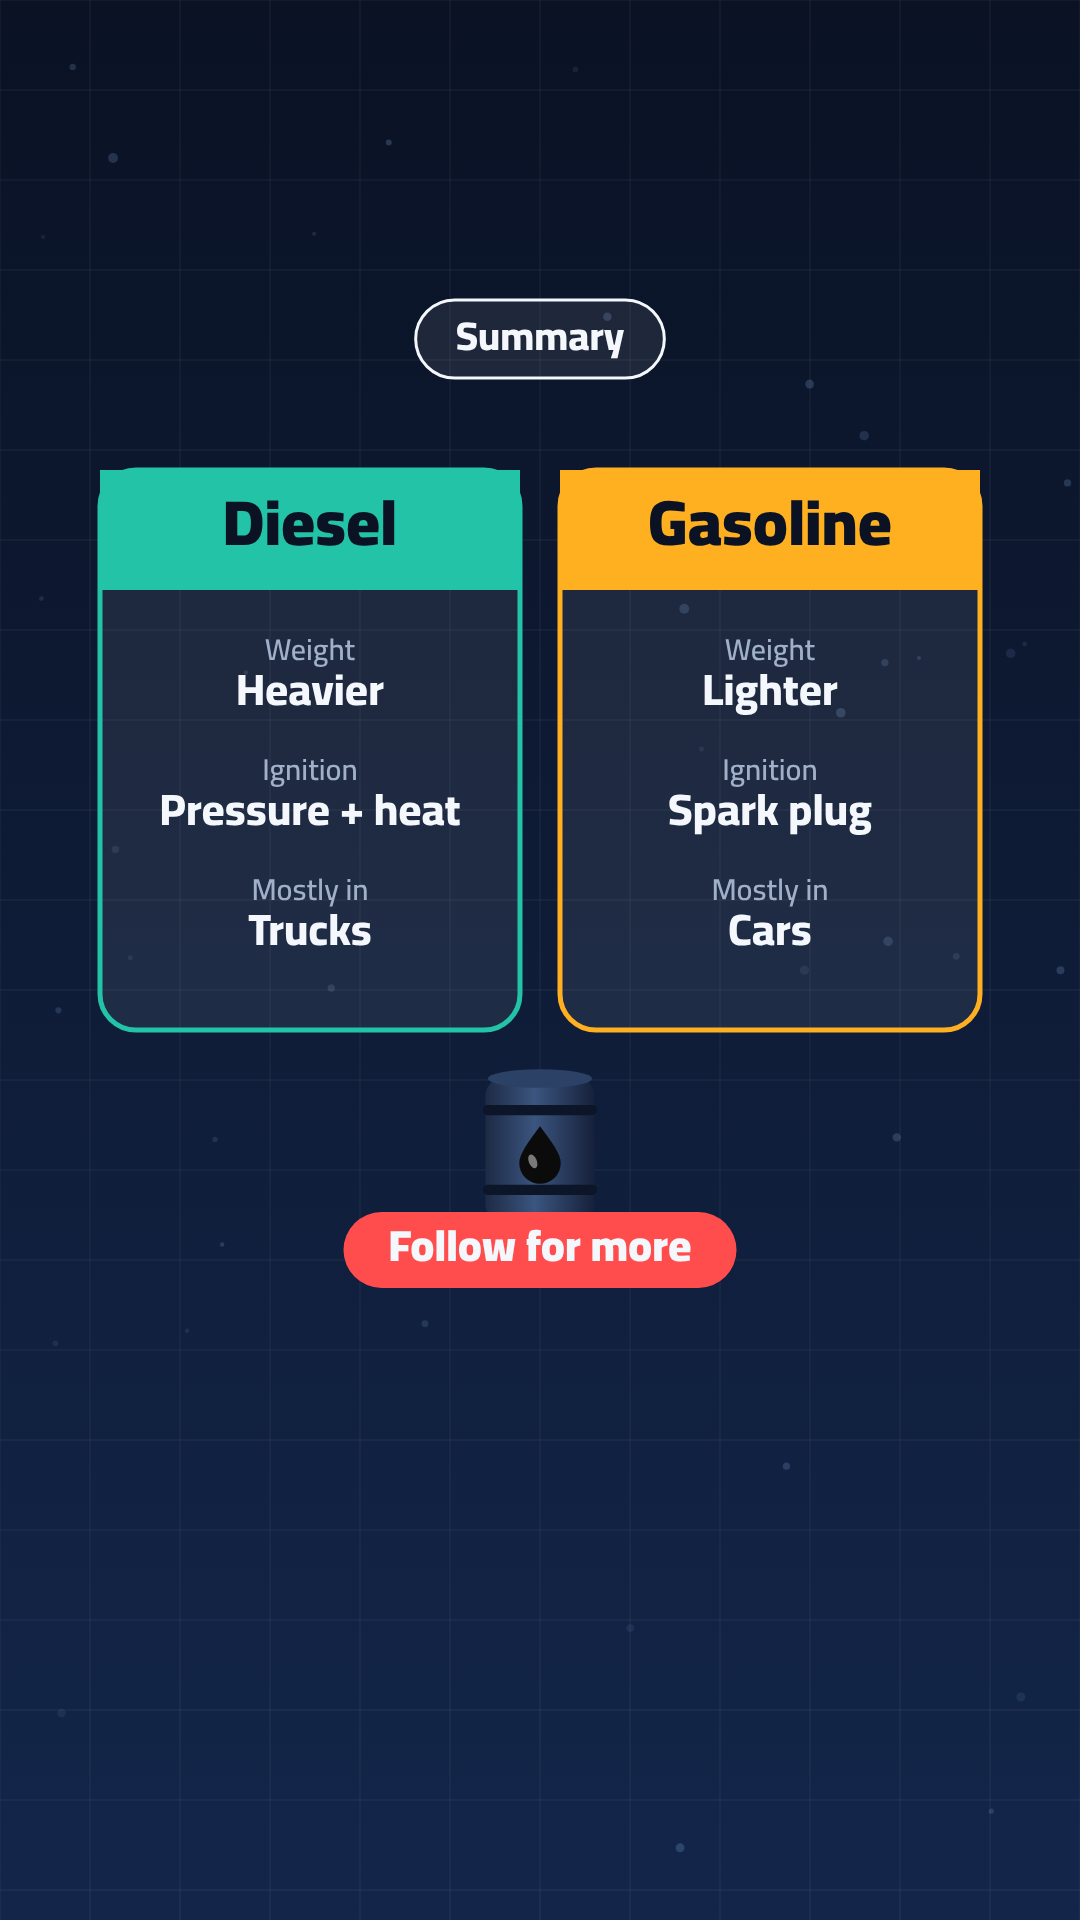 Summary
Diesel
Weight
Heavier
Ignition
Pressure + heat
Mostly in
Trucks
Gasoline
Weight
Lighter
Ignition
Spark plug
Mostly in
Cars
Follow for more